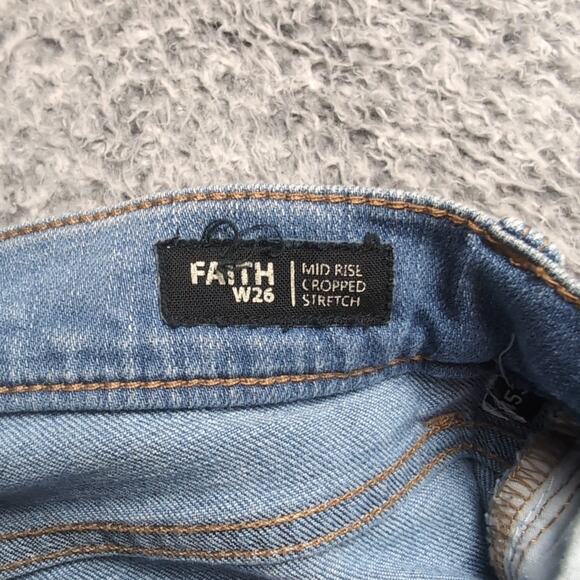 FAITH
W26
MID RISE
CROPPED
STRETCH